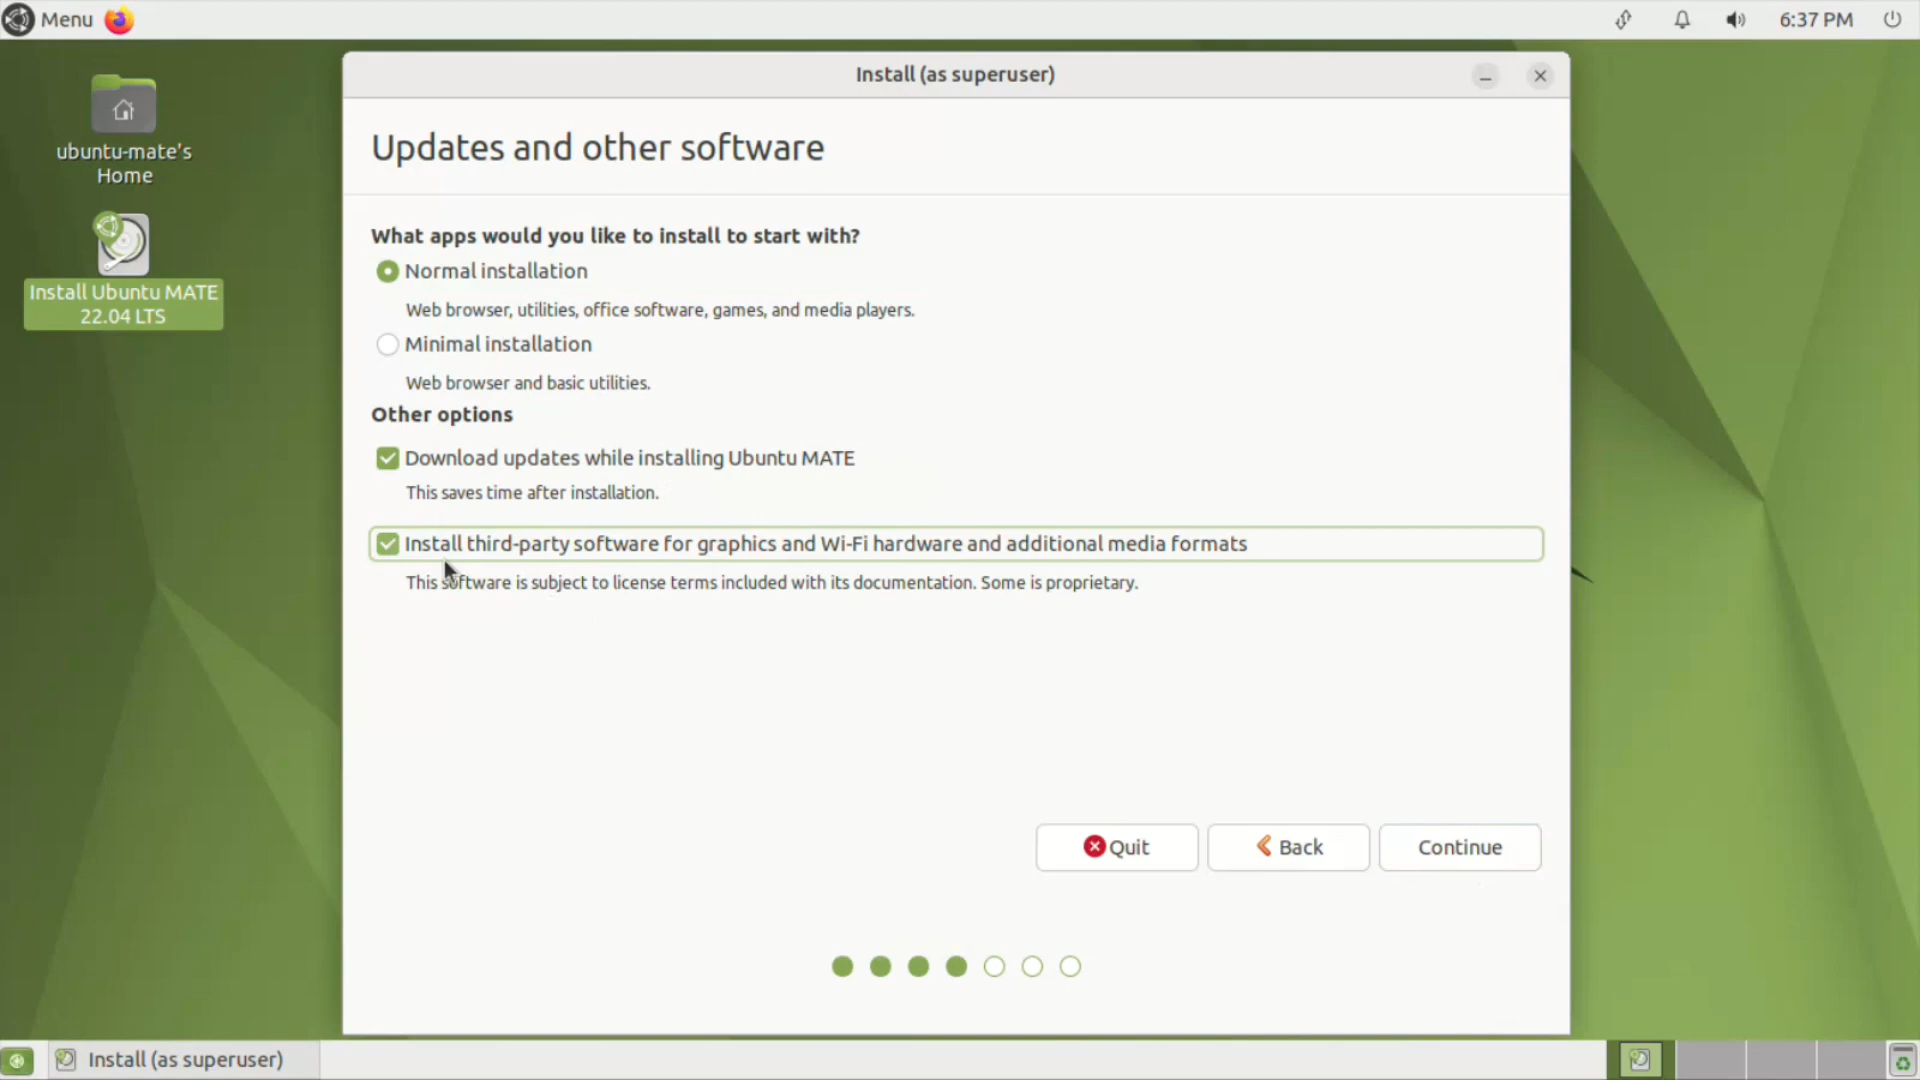 Menu
6:37 PM
ubuntu-mate's
Home
Install Ubuntu MATE
22.04 LTS
Install (as superuser)
Updates and other software
What apps would you like to install to start with?
Normal installation
Web browser, utilities, office software, games, and media players.
Minimal installation
Web browser and basic utilities.
Other options
Download updates while installing Ubuntu MATE
This saves time after installation.
Install third-party software for graphics and Wi-Fi hardware and additional media formats
This software is subject to license terms included with its documentation. Some is proprietary.
Quit
Back
Continue
Install (as superuser)